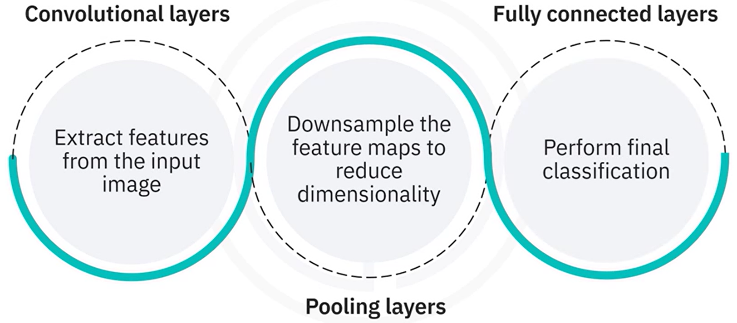 Convolutional layers
Extract features
from the input
image
Downsample the
feature maps to
reduce
dimensionality
Pooling layers
Fully connected layers
Perform final
classification